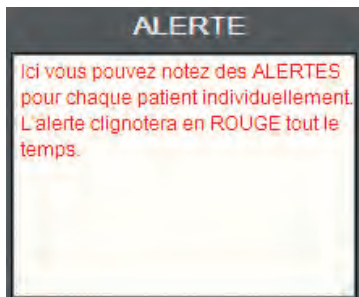 ALERTE
Ici vous pouvez notez des ALERTES
pour chaque patient individuellement.
L'alerte clignotera en ROUGE tout le
temps.